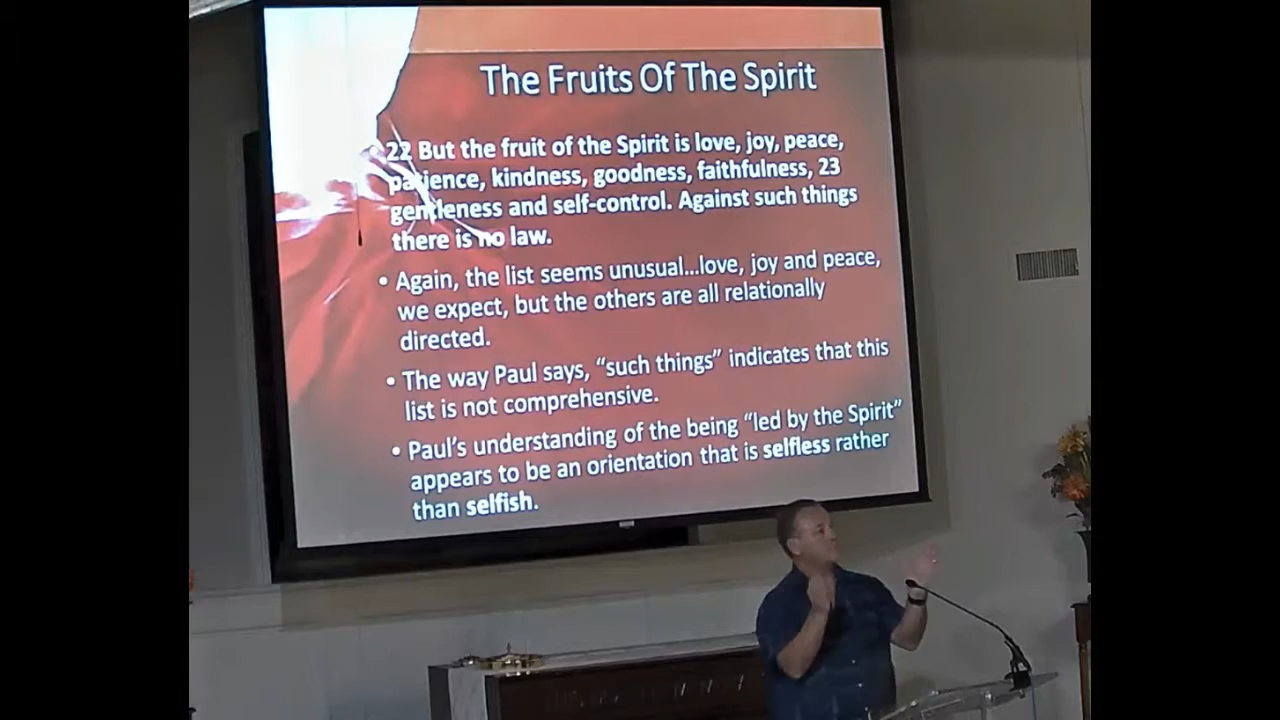 The Fruits Of The Spirit
• 22 But the fruit of the Spirit is love, joy, peace,
patience, kindness, goodness, faithfulness, 23
gentleness and self-control. Against such things
there is no law.
• Again, the list seems unusual...love, joy and peace,
we expect, but the others are all relationally
directed.
• The way Paul says, “such things” indicates that this
list is not comprehensive.
• Paul’s understanding of the being “led by the Spirit”
appears to be an orientation that is selfless rather
than selfish.